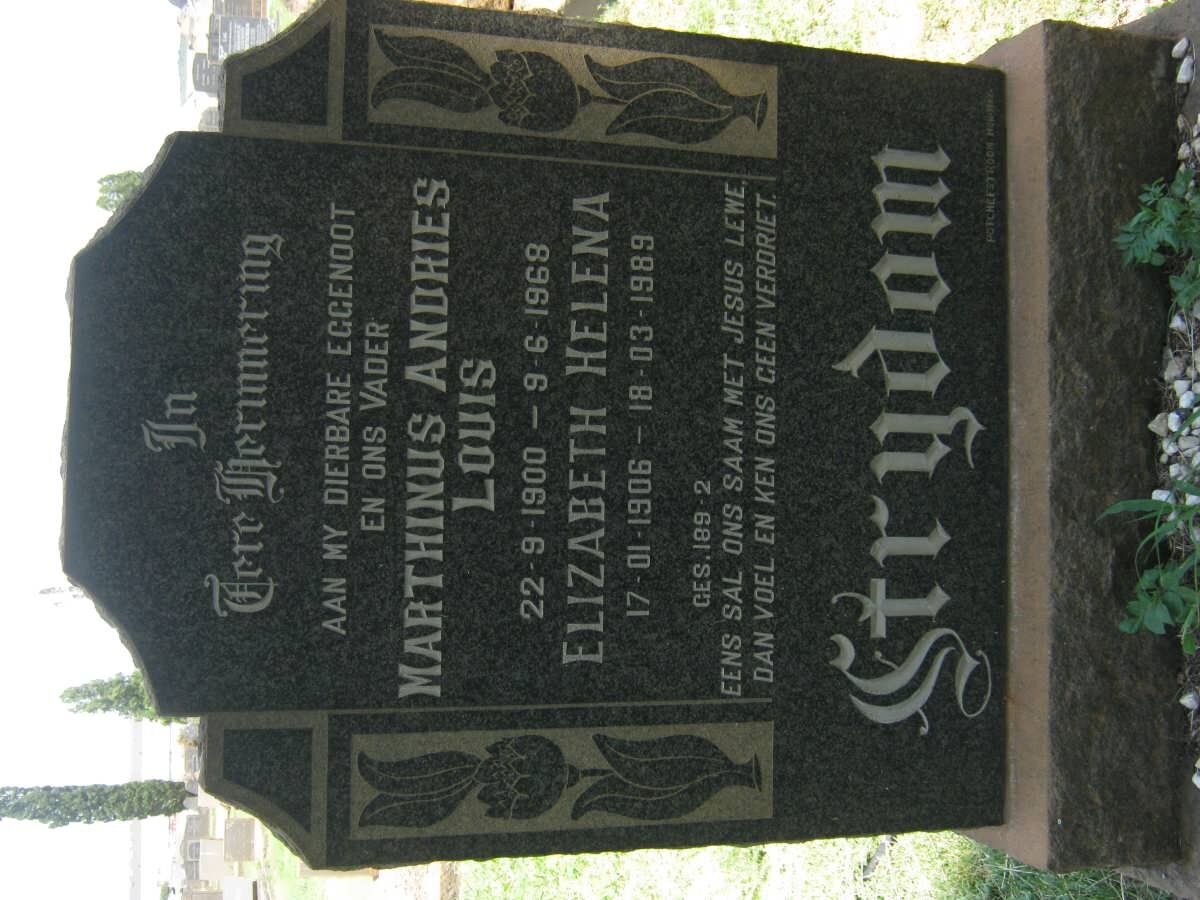 In
Tere Herinnering
AAN MY DIERBARE EGGENOOT
EN ONS VADER
MARTHINUS ANDRIES
LOUIS
22-9-1900 – 9-6-1968
ELIZABETH HELENA
17-01-1906 – 18-03-1989
GES. 189-2
EENS SAL ONS SAAM MET JESUS LEWE,
DAN VOEL EN KEN ONS GEEN VERDRIET.
Strydom
POTCHEFSTROOM